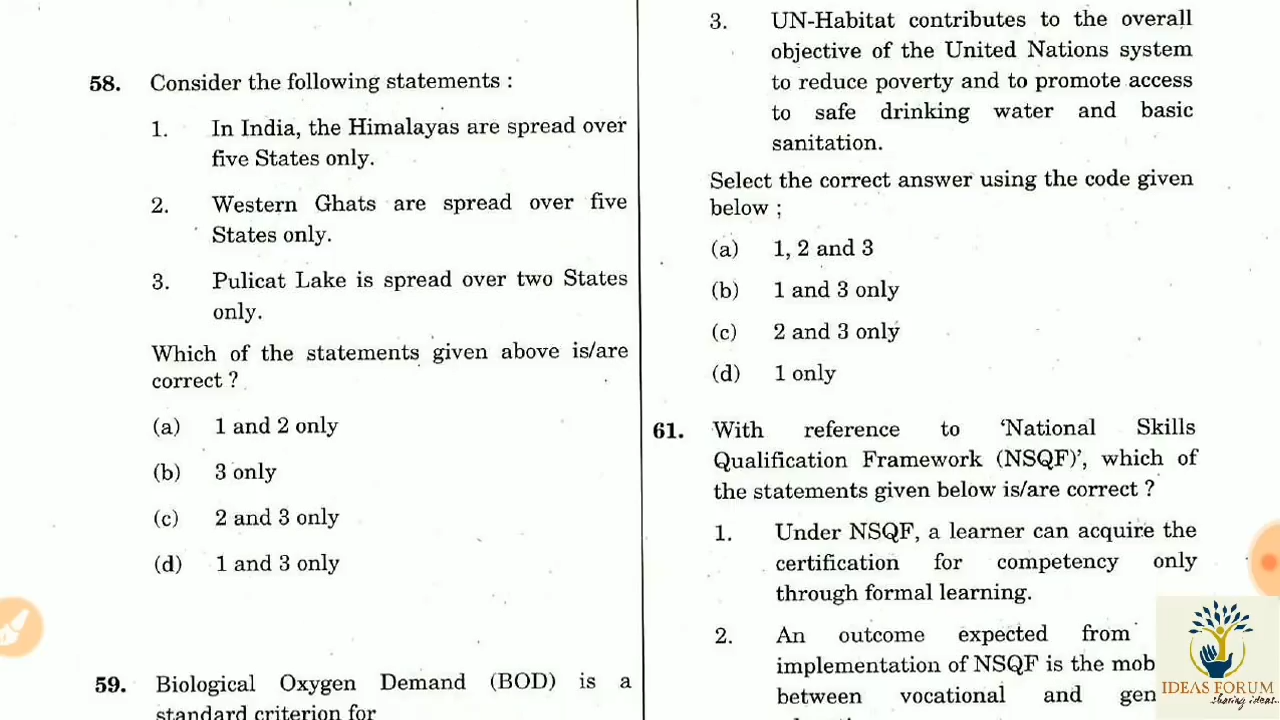 58. Consider the following statements :
1. In India, the Himalayas are spread over
five States only.
2. Western Ghats are spread over five
States only.
3. Pulicat Lake is spread over two States
only.
Which of the statements given above is/are
correct ?
(a) 1 and 2 only
(b) 3 only
(c) 2 and 3 only
(d) 1 and 3 only
59. Biological Oxygen Demand (BOD) is a
standard criterion for
3. UN-Habitat contributes to the overall
objective of the United Nations system
to reduce poverty and to promote access
to safe drinking water and basic
sanitation.
Select the correct answer using the code given
below ;
(a) 1, 2 and 3
(b) 1 and 3 only
(c) 2 and 3 only
(d) 1 only
61. With reference to ‘National Skills
Qualification Framework (NSQF)’, which of
the statements given below is/are correct ?
1. Under NSQF, a learner can acquire the
certification for competency only
through formal learning.
2. An outcome expected from
implementation of NSQF is the mob
between vocational and gen
IDEAS FORUM
sharing ideas